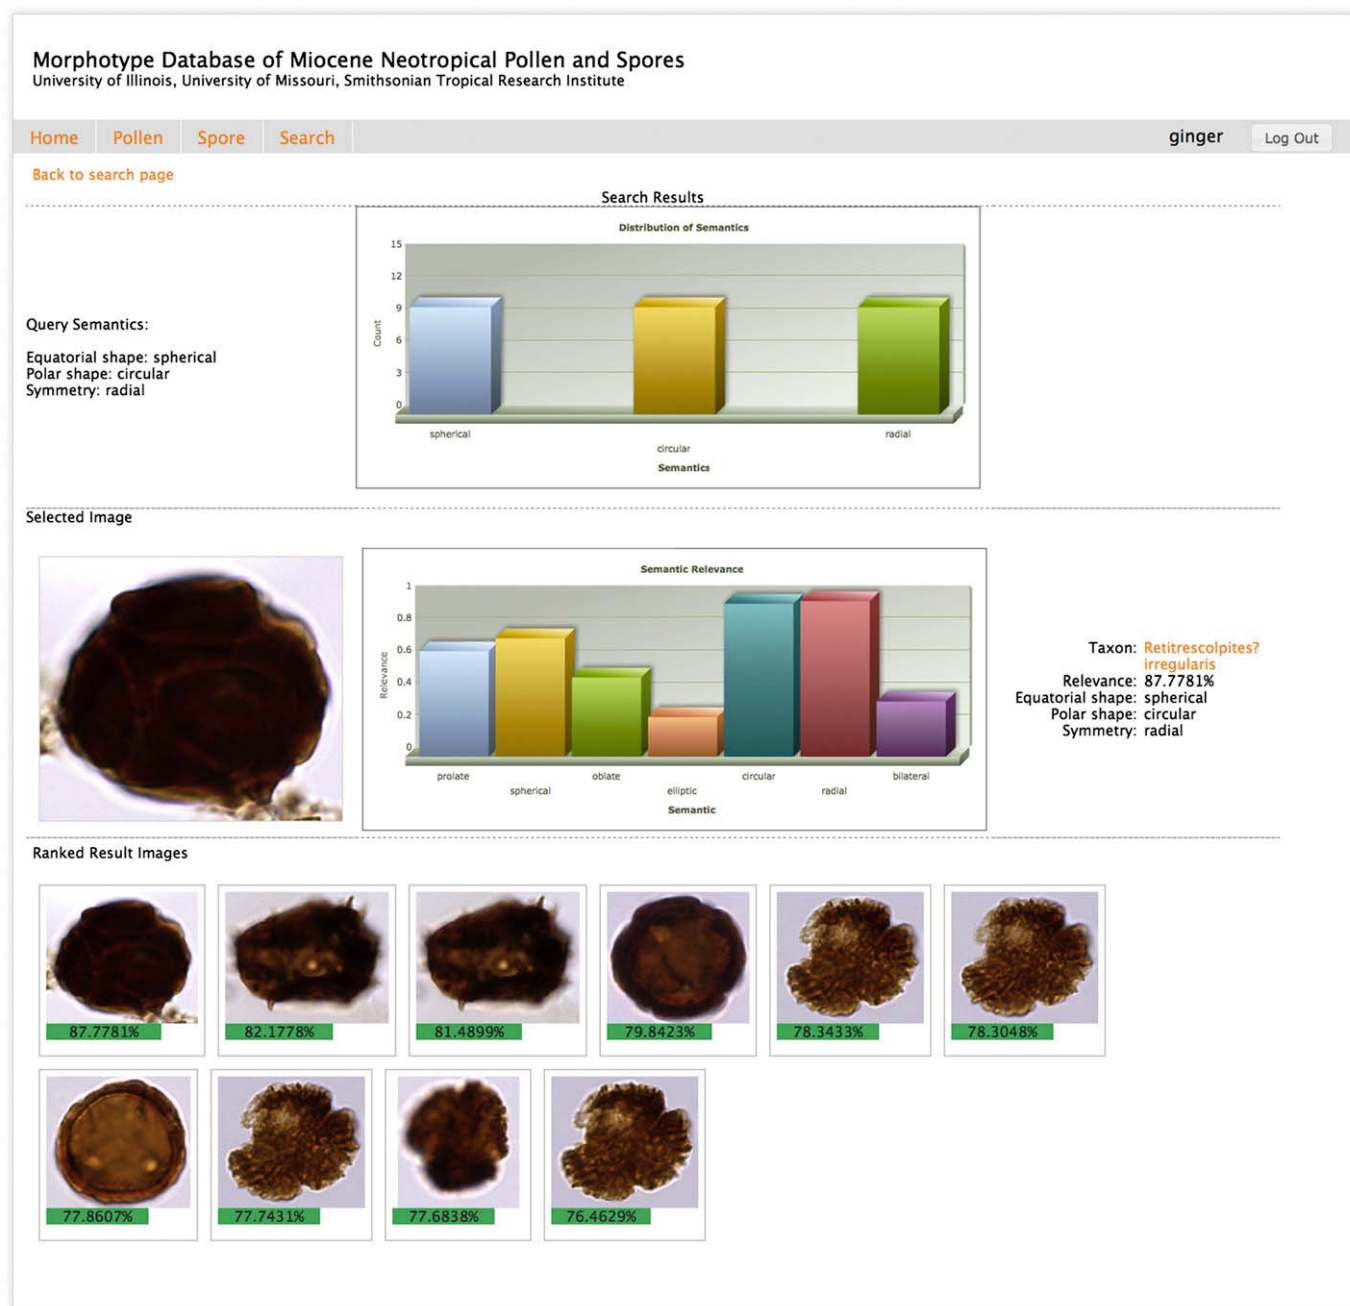 Morphotype Database of Miocene Neotropical Pollen and Spores
University of Illinois, University of Missouri, Smithsonian Tropical Research Institute
Home Pollen Spore Search ginger Log Out
Back to search page
Search Results
Distribution of Semantics
15
12
9
6
3
0
Count
spherical
circular
radial
Semantics
Query Semantics:
Equatorial shape: spherical
Polar shape: circular
Symmetry: radial
Selected Image
Semantic Relevance
1
0.8
0.6
0.4
0.2
0
Relevance
prolate
spherical
oblate
elliptic
circular
radial
bilateral
Semantic
Taxon: Retitrescolpites?
irregularis
Relevance: 87.7781%
Equatorial shape: spherical
Polar shape: circular
Symmetry: radial
Ranked Result Images
87.7781% 82.1778% 81.4899% 79.8423% 78.3433% 78.3048%
77.8607% 77.7431% 77.6838% 76.4629%